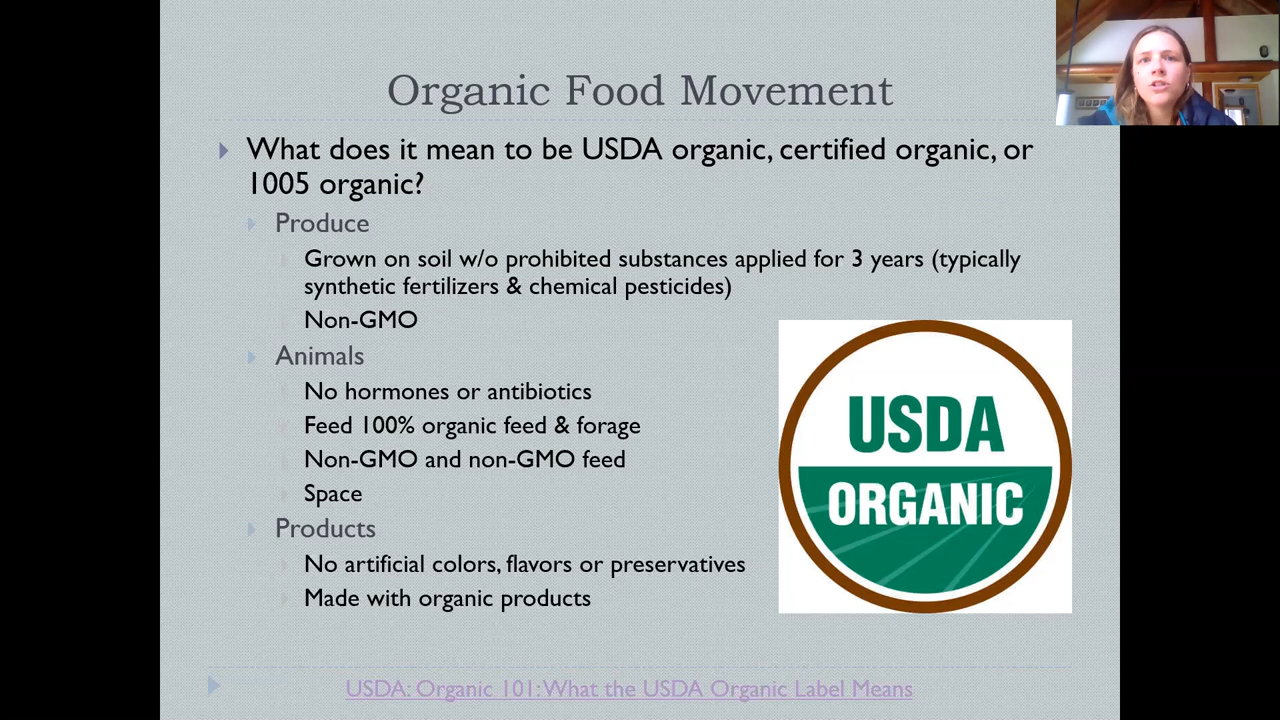 Organic Food Movement
What does it mean to be USDA organic, certified organic, or
1005 organic?
Produce
Grown on soil w/o prohibited substances applied for 3 years (typically
synthetic fertilizers & chemical pesticides)
Non-GMO
Animals
No hormones or antibiotics
Feed 100% organic feed & forage
Non-GMO and non-GMO feed
Space
Products
No artificial colors, flavors or preservatives
Made with organic products
USDA
ORGANIC
USDA: Organic 101: What the USDA Organic Label Means